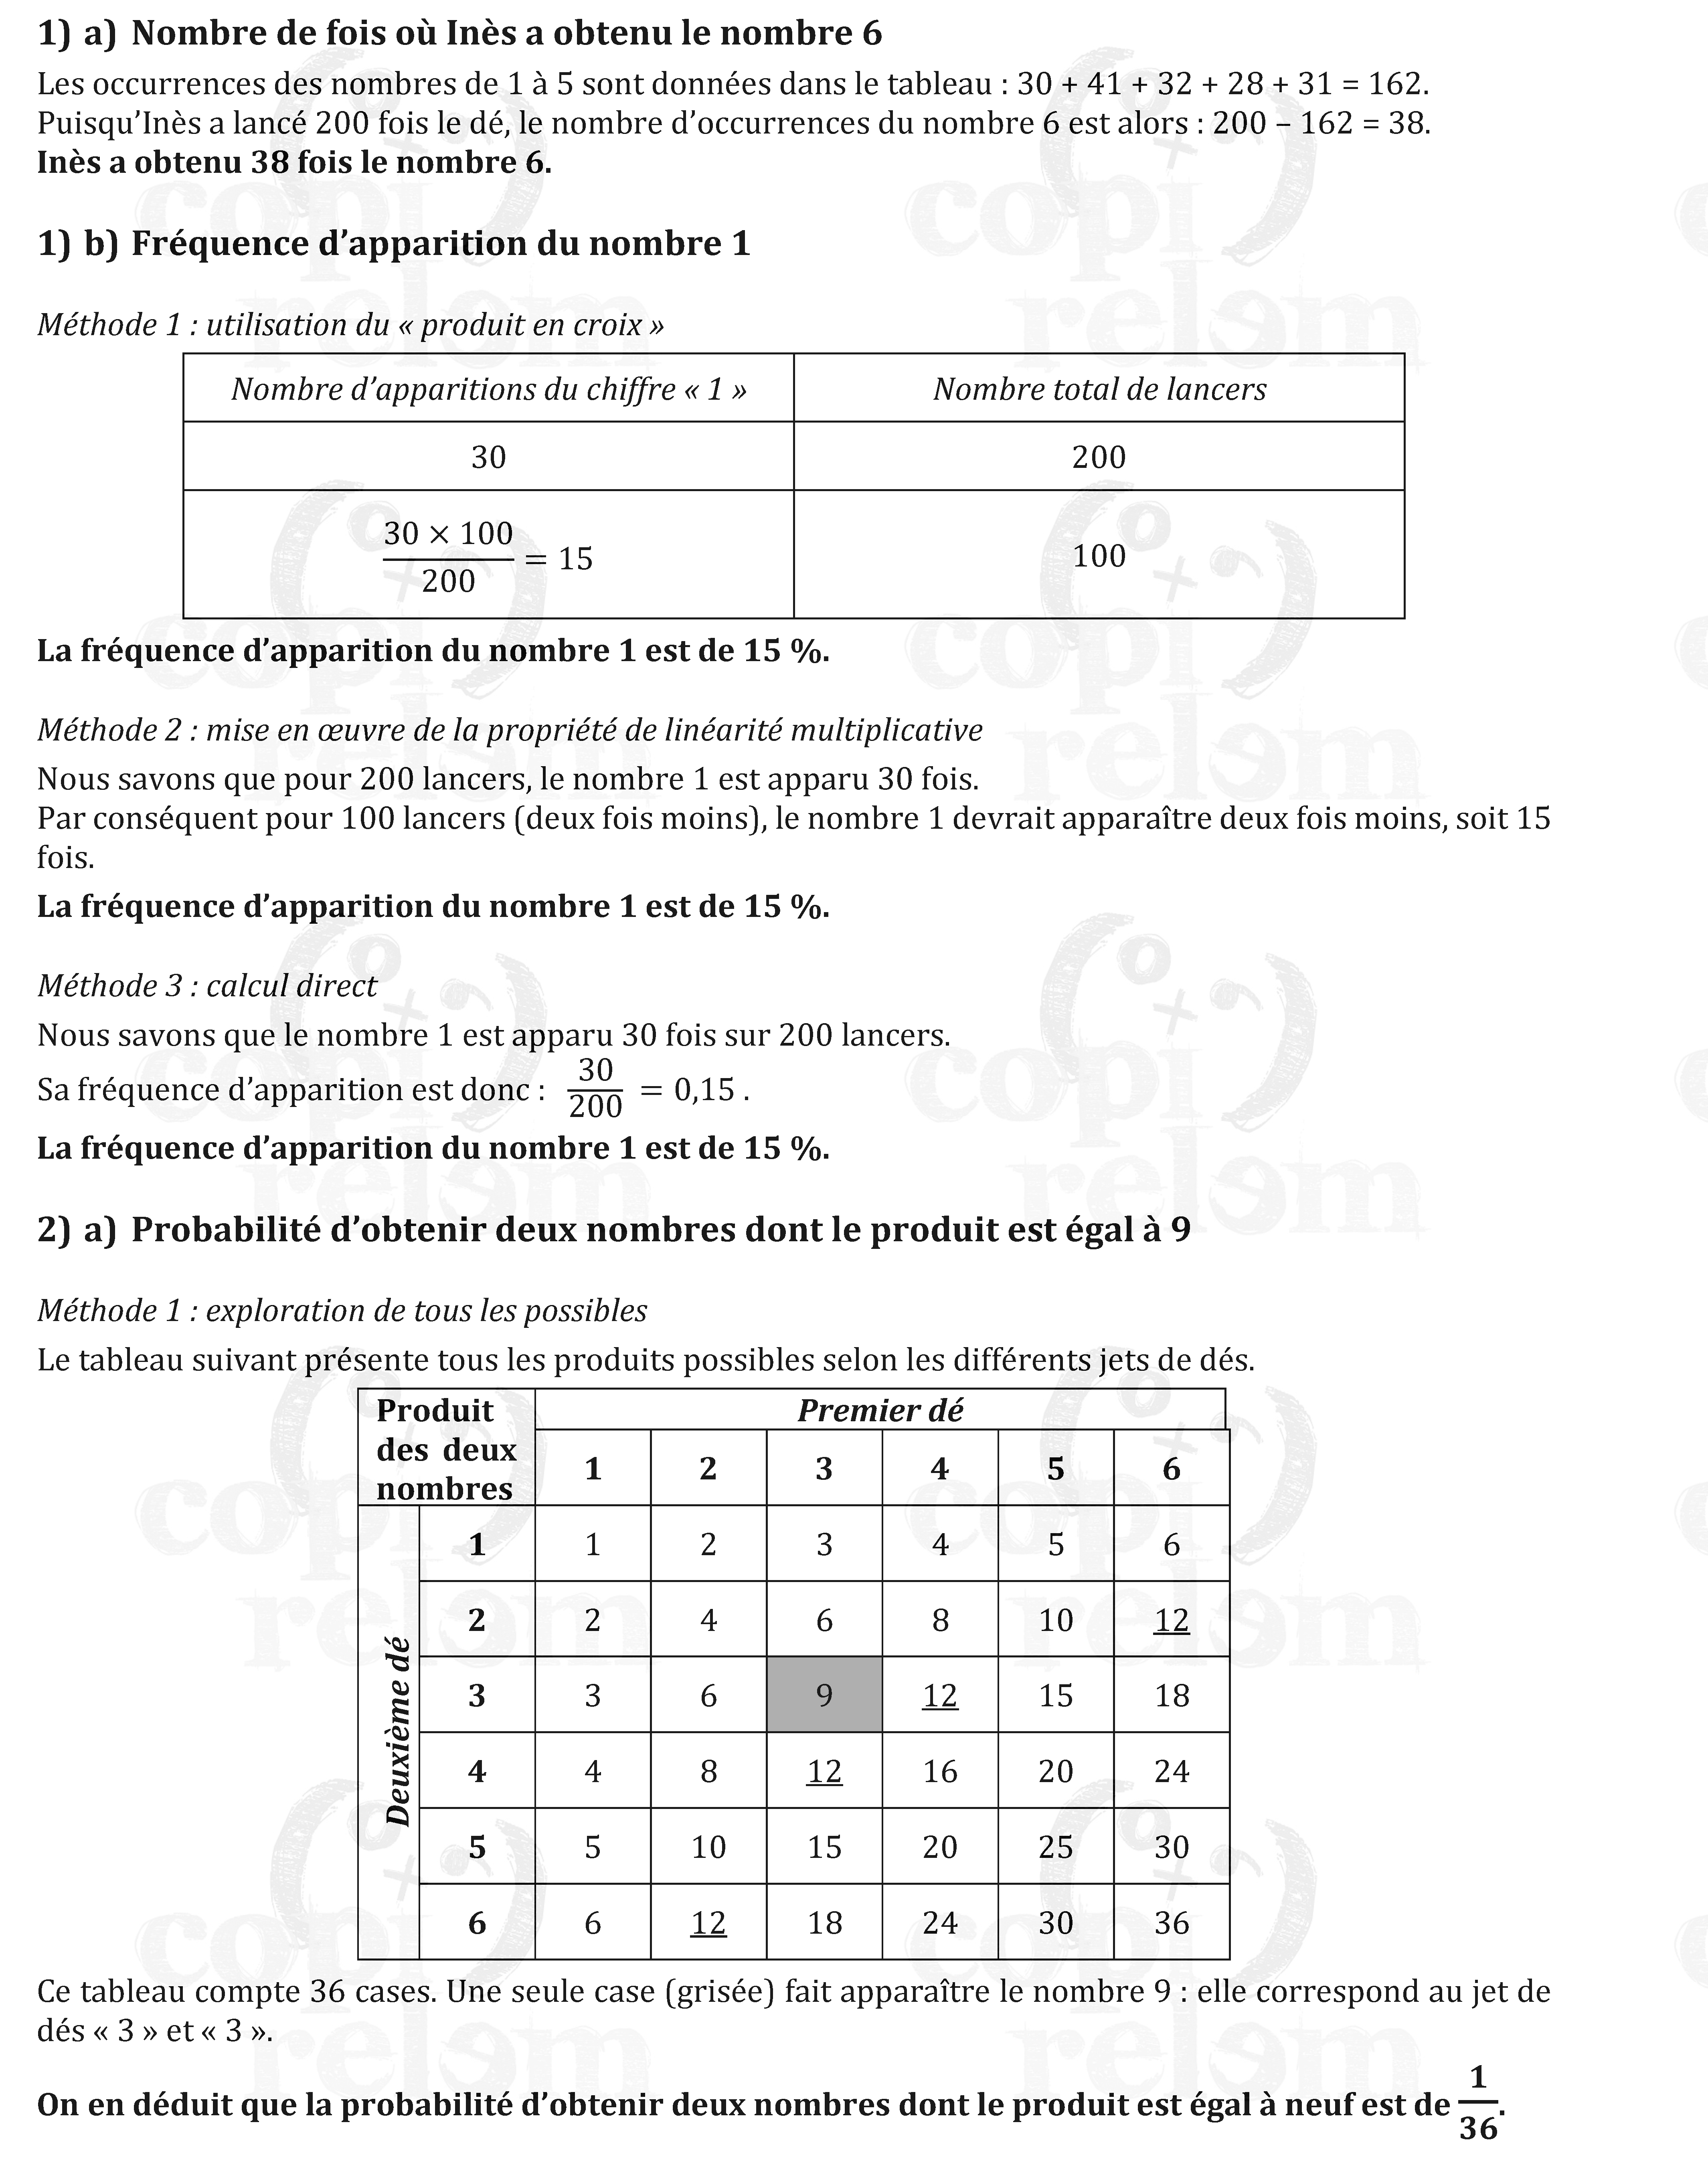 1) a) Nombre de fois où Inès a obtenu le nombre 6
Les occurrences des nombres de 1 à 5 sont données dans le tableau : 30 + 41 + 32 + 28 + 31 = 162.
Puisqu’Inès a lancé 200 fois le dé, le nombre d’occurrences du nombre 6 est alors : 200 – 162 = 38.
Inès a obtenu 38 fois le nombre 6.
1) b) Fréquence d’apparition du nombre 1
Méthode 1 : utilisation du « produit en croix »
Nombre d’apparitions du chiffre « 1 » Nombre total de lancers
30 200
30 × 100
200
= 15
100
La fréquence d’apparition du nombre 1 est de 15 %.
Méthode 2 : mise en œuvre de la propriété de linéarité multiplicative
Nous savons que pour 200 lancers, le nombre 1 est apparu 30 fois.
Par conséquent pour 100 lancers (deux fois moins), le nombre 1 devrait apparaître deux fois moins, soit 15
fois.
La fréquence d’apparition du nombre 1 est de 15 %.
Méthode 3 : calcul direct
Nous savons que le nombre 1 est apparu 30 fois sur 200 lancers.
Sa fréquence d’apparition est donc : 30/200 = 0,15 .
La fréquence d’apparition du nombre 1 est de 15 %.
2) a) Probabilité d’obtenir deux nombres dont le produit est égal à 9
Méthode 1 : exploration de tous les possibles
Le tableau suivant présente tous les produits possibles selon les différents jets de dés.
Produit
des deux
nombres
Premier dé
1 2 3 4 5 6
Deuxième dé
1 1 2 3 4 5 6
2 2 4 6 8 10 12
3 3 6 9 12 15 18
4 4 8 12 16 20 24
5 5 10 15 20 25 30
6 6 12 18 24 30 36
Ce tableau compte 36 cases. Une seule case (grisée) fait apparaître le nombre 9 : elle correspond au jet de
dés « 3 » et « 3 ».
On en déduit que la probabilité d’obtenir deux nombres dont le produit est égal à neuf est de 1/36.
copi
relem